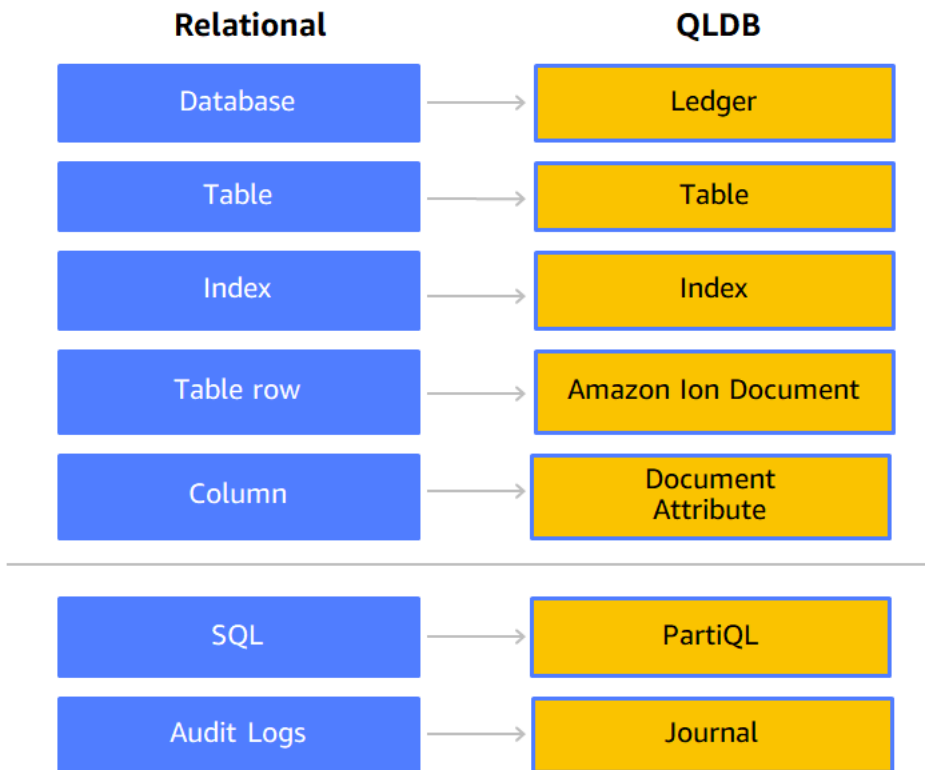 Relational QLDB
Database Ledger
Table Table
Index Index
Table row Amazon Ion Document
Column Document
Attribute
SQL PartiQL
Audit Logs Journal